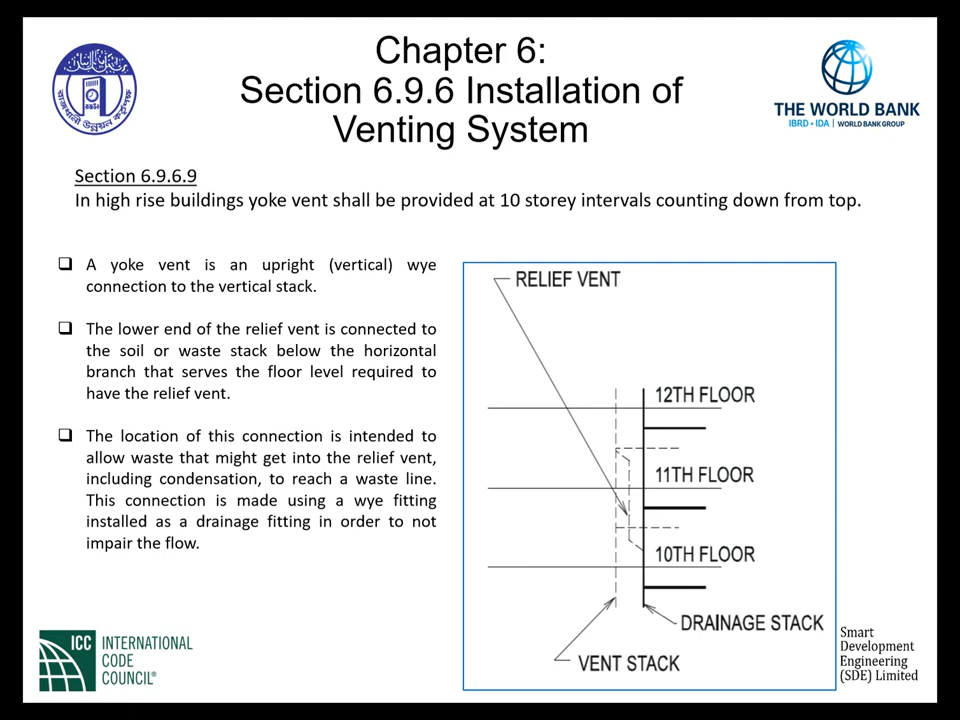 Chapter 6:
Section 6.9.6 Installation of
Venting System
THE WORLD BANK
IBRD • IDA | WORLD BANK GROUP
Section 6.9.6.9
In high rise buildings yoke vent shall be provided at 10 storey intervals counting down from top.
❑ A yoke vent is an upright (vertical) wye
connection to the vertical stack.
❑ The lower end of the relief vent is connected to
the soil or waste stack below the horizontal
branch that serves the floor level required to
have the relief vent.
❑ The location of this connection is intended to
allow waste that might get into the relief vent,
including condensation, to reach a waste line.
This connection is made using a wye fitting
installed as a drainage fitting in order to not
impair the flow.
RELIEF VENT
12TH FLOOR
11TH FLOOR
10TH FLOOR
DRAINAGE STACK
VENT STACK
ICC INTERNATIONAL
CODE
COUNCIL®
Smart
Development
Engineering
(SDE) Limited